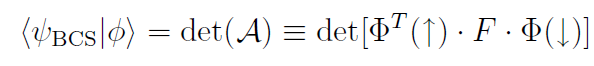 ⟨ψ_BCS|ϕ⟩ = det(𝒜) ≡ det[Φ^T(↑) · F · Φ(↓)]